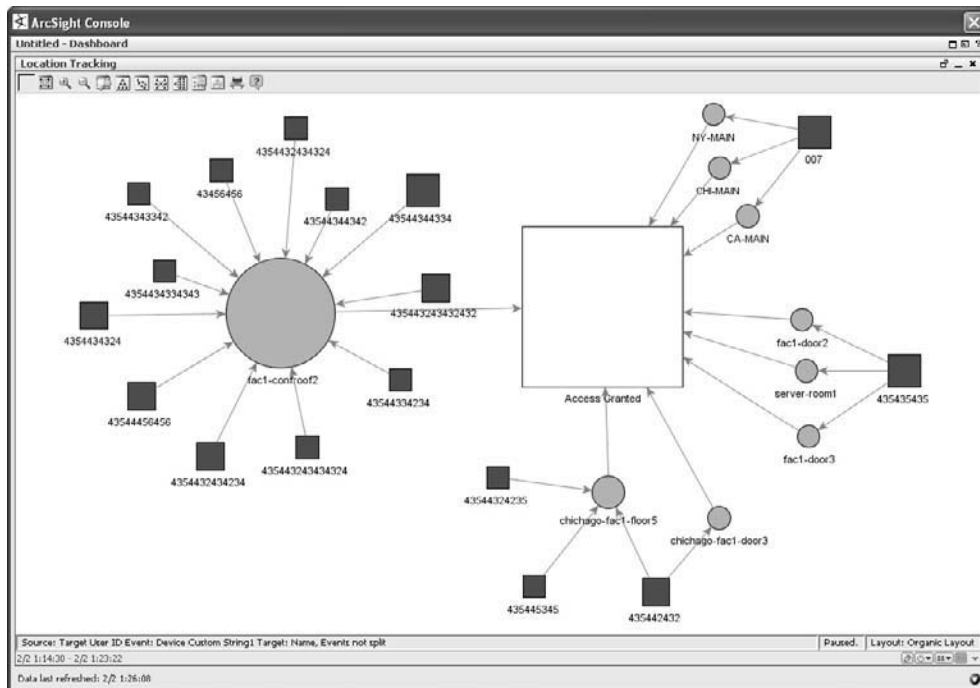 ArcSight Console
Untitled - Dashboard
Location Tracking
4354432434324
43456456
43544343342
43544344342
43544344334
4354434334343
4354434324
435443243432432
fac1-confroof2
43544334234
43544456456
4354432434234
435443243434324
NY-MAIN
007
CHI-MAIN
CA-MAIN
fac1-door2
server-room1
435435435
fac1-door3
Access Granted
43544324235
chichago-fac1-floor5
chichago-fac1-door3
435445345
435442432
Source: Target User ID Event: Device Custom String1 Target: Name, Events not split
Paused.
Layout: Organic Layout
2/2 1:14:30 - 2/2 1:23:22
Data last refreshed: 2/2 1:26:08